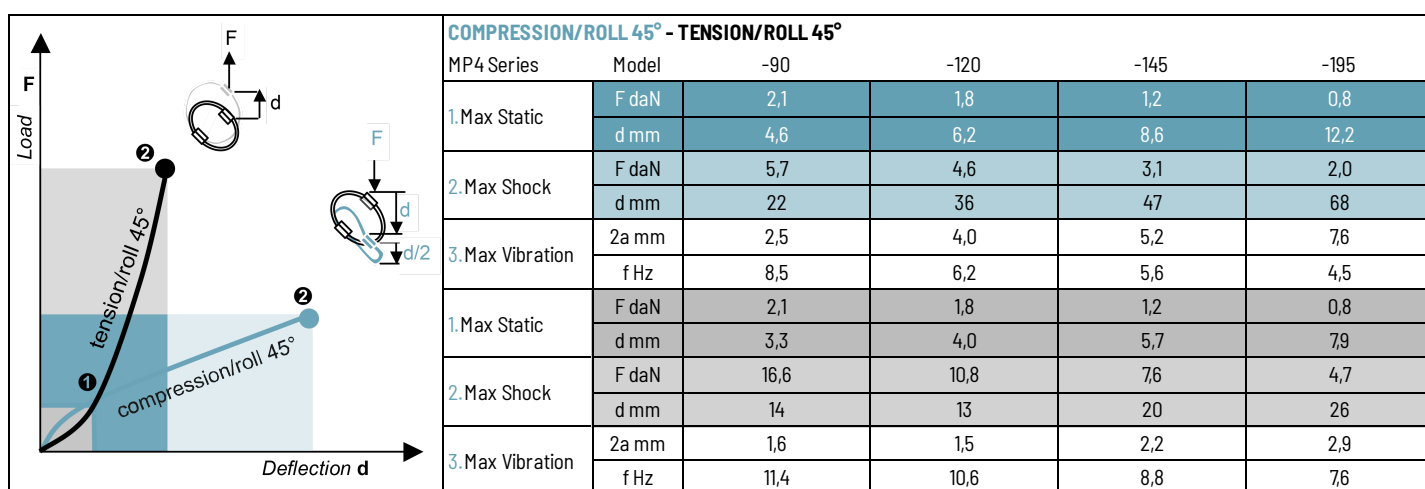 F
Load
F
d
❷
F
d
d/2
tension/roll 45°
❷
❶
compression/roll 45°
Deflection d
COMPRESSION/ROLL 45° - TENSION/ROLL 45°
MP4 Series Model -90 -120 -145 -195
1.Max Static F daN 2,1 1,8 1,2 0,8
d mm 4,6 6,2 8,6 12,2
2.Max Shock F daN 5,7 4,6 3,1 2,0
d mm 22 36 47 68
3.Max Vibration 2a mm 2,5 4,0 5,2 7,6
f Hz 8,5 6,2 5,6 4,5
1.Max Static F daN 2,1 1,8 1,2 0,8
d mm 3,3 4,0 5,7 7,9
2.Max Shock F daN 16,6 10,8 7,6 4,7
d mm 14 13 20 26
3.Max Vibration 2a mm 1,6 1,5 2,2 2,9
f Hz 11,4 10,6 8,8 7,6